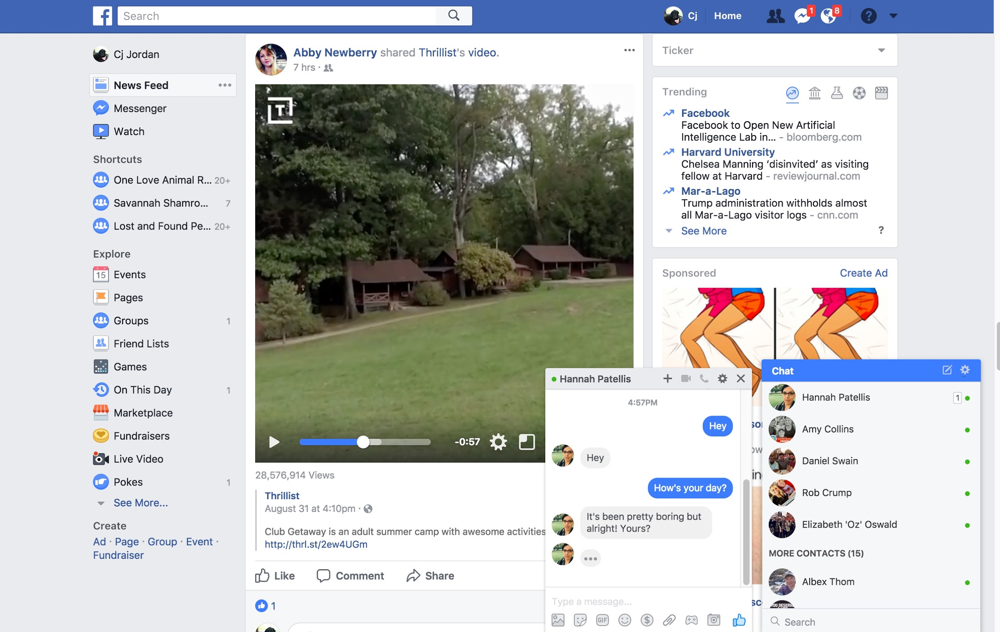 Search
Cj
Home
1
8
?
Cj Jordan
News Feed
Messenger
Watch
Shortcuts
One Love Animal R... 20+
Savannah Shamro... 7
Lost and Found Pe... 20+
Explore
15
Events
Pages
Groups 1
Friend Lists
Games
On This Day 1
Marketplace
Fundraisers
Live Video
Pokes 1
See More...
Create
Ad · Page · Group · Event ·
Fundraiser
Abby Newberry shared Thrillist's video.
7 hrs ·
T
-0:57
28,576,914 Views
Thrillist
August 31 at 4:10pm ·
Club Getaway is an adult summer camp with awesome activities
http://thrl.st/2ew4UGm
Like Comment Share
1
Ticker
Trending
Facebook
Facebook to Open New Artificial
Intelligence Lab in... - bloomberg.com
Harvard University
Chelsea Manning ‘disinvited’ as visiting
fellow at Harvard - reviewjournal.com
Mar-a-Lago
Trump administration withholds almost
all Mar-a-Lago visitor logs - cnn.com
See More ?
Sponsored Create Ad
Hannah Patellis
4:57PM
Hey
Hey
How's your day?
It's been pretty boring but
alright! Yours?
Type a message...
GIF
$
Chat
Hannah Patellis 1
Amy Collins
Daniel Swain
Rob Crump
Elizabeth 'Oz' Oswald
MORE CONTACTS (15)
Albex Thom
YOU DESERV
Search